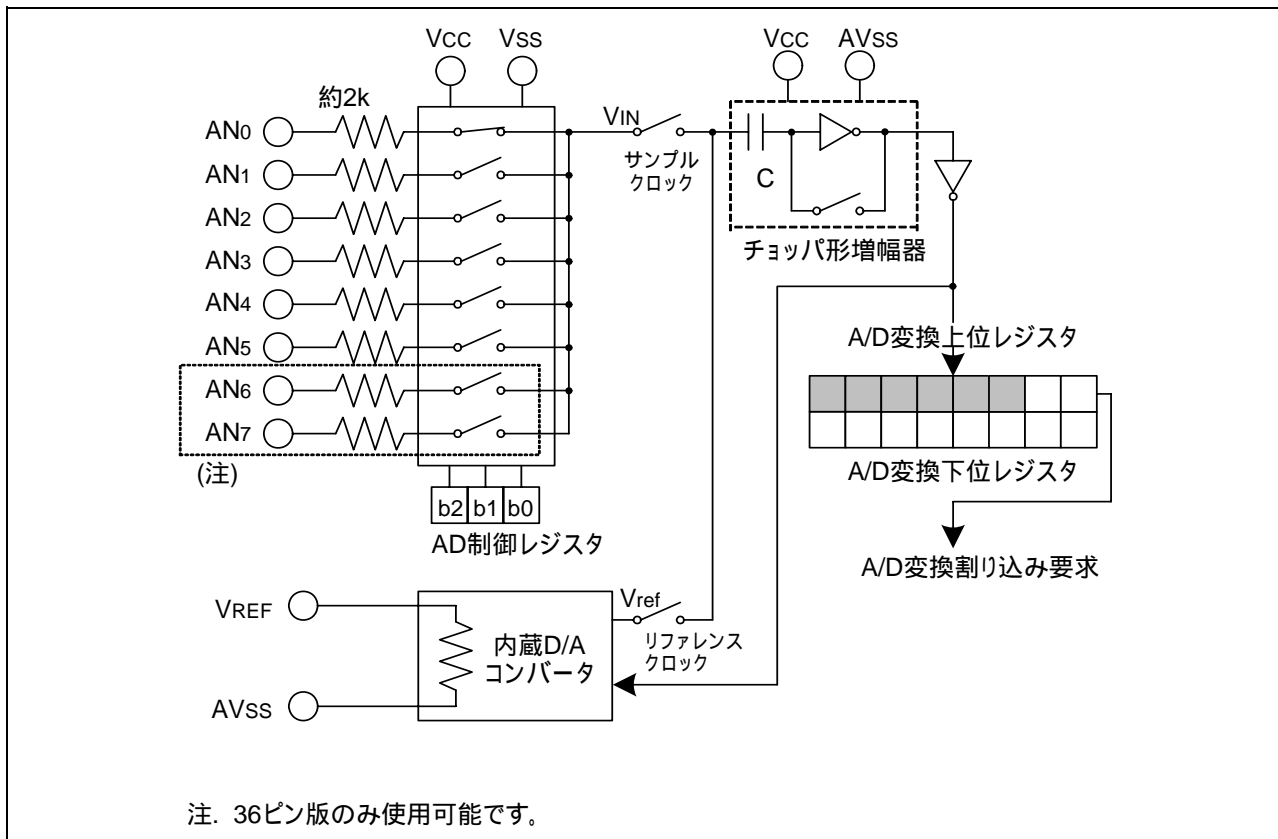 VCC VSS
VCC AVSS
約2k
AN0
VIN
サンプル
クロック
C
チョッパ形増幅器
AN1
AN2
AN3
AN4
AN5
AN6
AN7
(注)
b2 b1 b0
AD制御レジスタ
A/D変換上位レジスタ
A/D変換下位レジスタ
A/D変換割り込み要求
VREF
Vref
リファレンス
クロック
内蔵D/A
コンバータ
AVSS
注. 36ピン版のみ使用可能です。